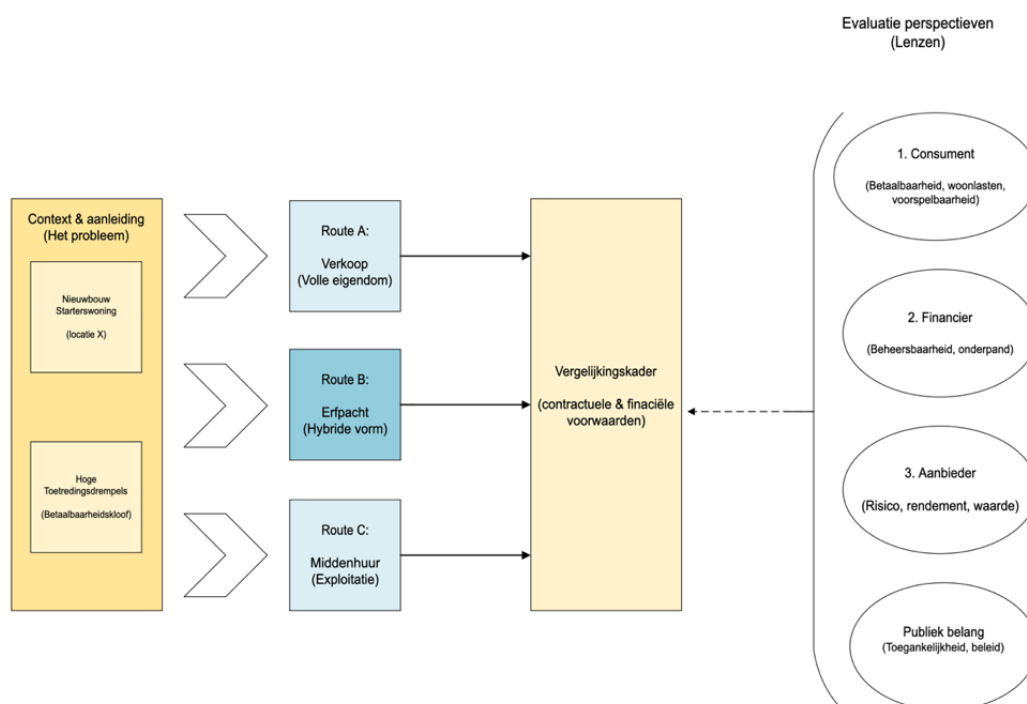 Evaluatie perspectieven
(Lenzen)
Context & aanleiding
(Het probleem)
Nieuwbouw
Starterswoning
(locatie X)
Hoge
Toetredingsdrempels
(Betaalbaarheidskloof)
Route A:
Verkoop
(Volle eigendom)
Route B:
Erfpacht
(Hybride vorm)
Route C:
Middenhuur
(Exploitatie)
Vergelijkingskader
(contractuele & finaciële
voorwaarden)
1. Consument
(Betaalbaarheid, woonlasten,
voorspelbaarheid)
2. Financier
(Beheersbaarheid, onderpand)
3. Aanbieder
(Risico, rendement, waarde)
Publiek belang
(Toegankelijkheid, beleid)